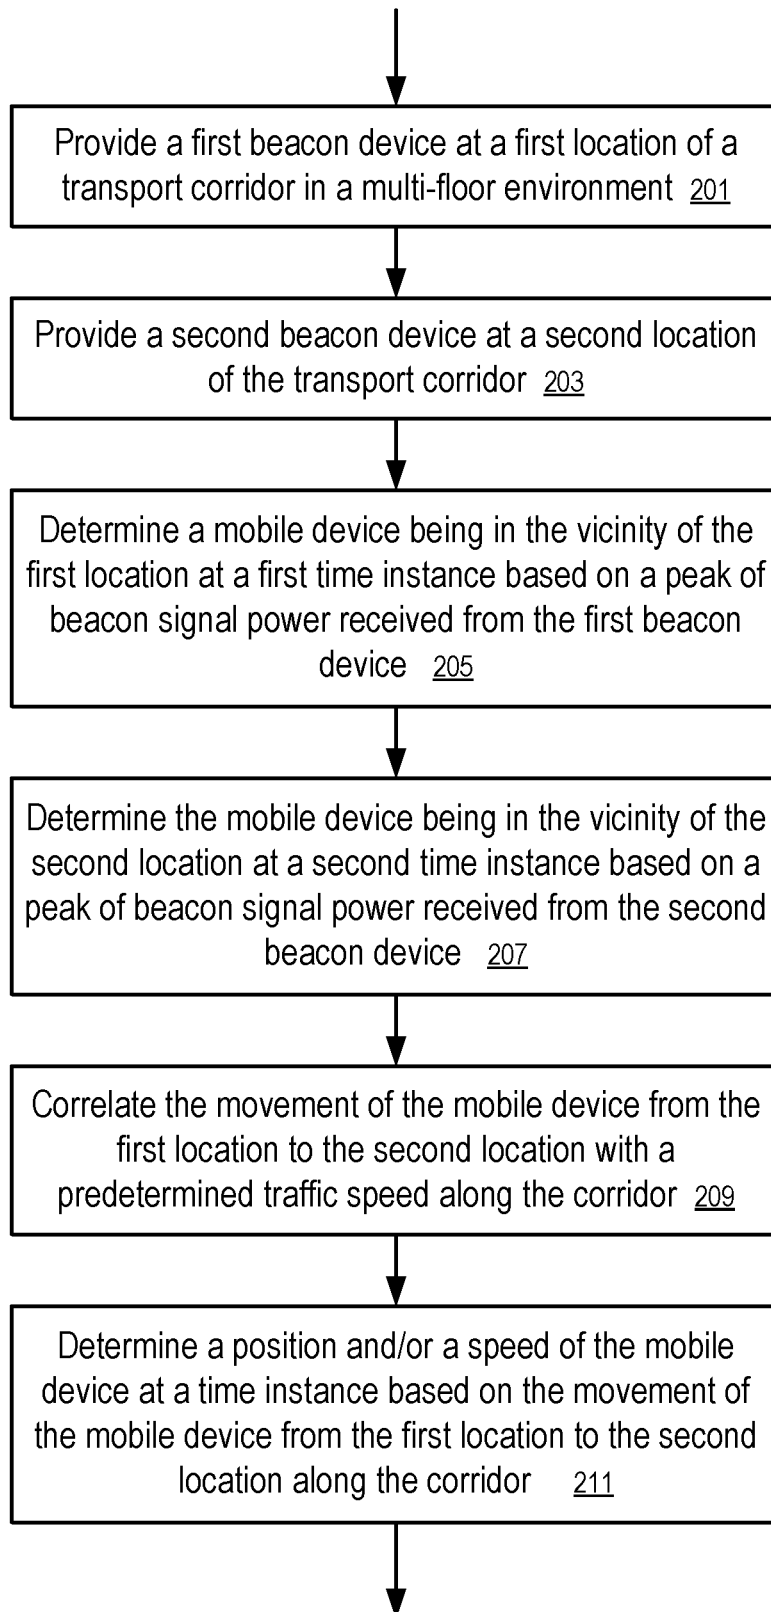 Provide a first beacon device at a first location of a
transport corridor in a multi-floor environment 201
Provide a second beacon device at a second location
of the transport corridor 203
Determine a mobile device being in the vicinity of the
first location at a first time instance based on a peak
of beacon signal power received from the first beacon
device 205
Determine the mobile device being in the vicinity of the
second location at a second time instance based on a
peak of beacon signal power received from the second
beacon device 207
Correlate the movement of the mobile device from the
first location to the second location with a
predetermined traffic speed along the corridor 209
Determine a position and/or a speed of the mobile
device at a time instance based on the movement of
the mobile device from the first location to the second
location along the corridor 211